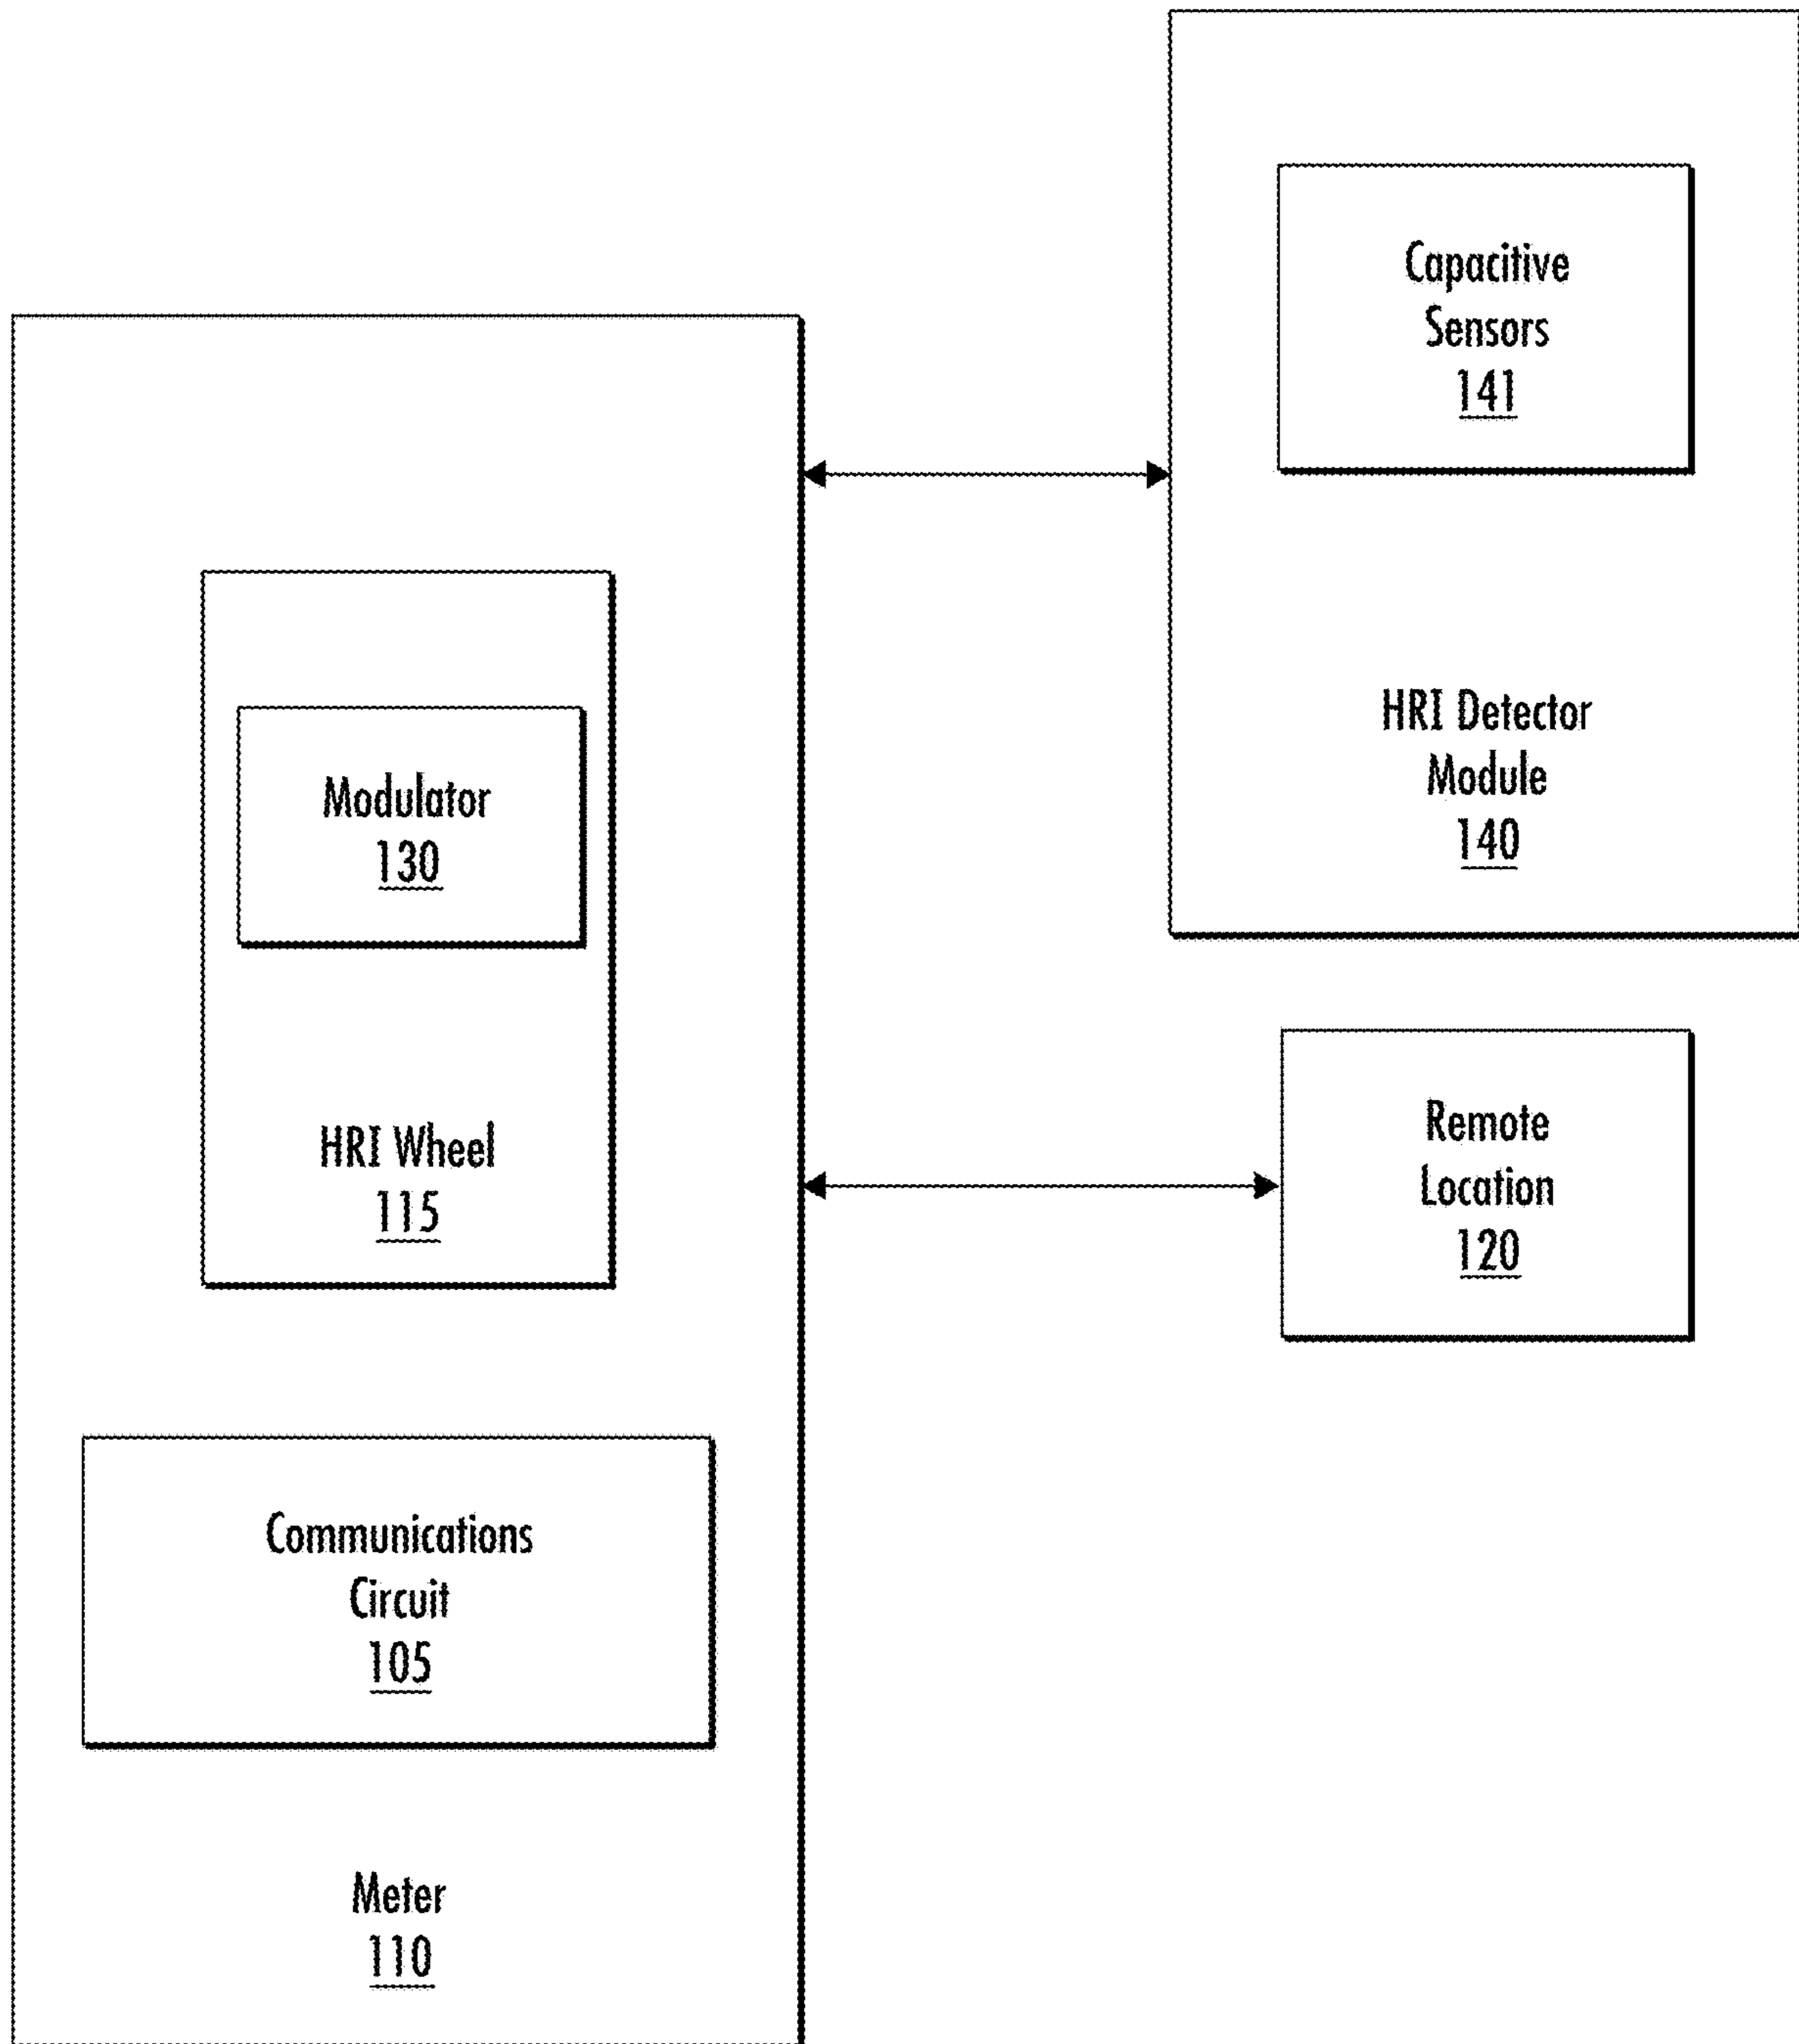 Capacitive
Sensors
141
HRI Detector
Module
140
Modulator
130
HRI Wheel
115
Remote
Location
120
Communications
Circuit
105
Meter
110